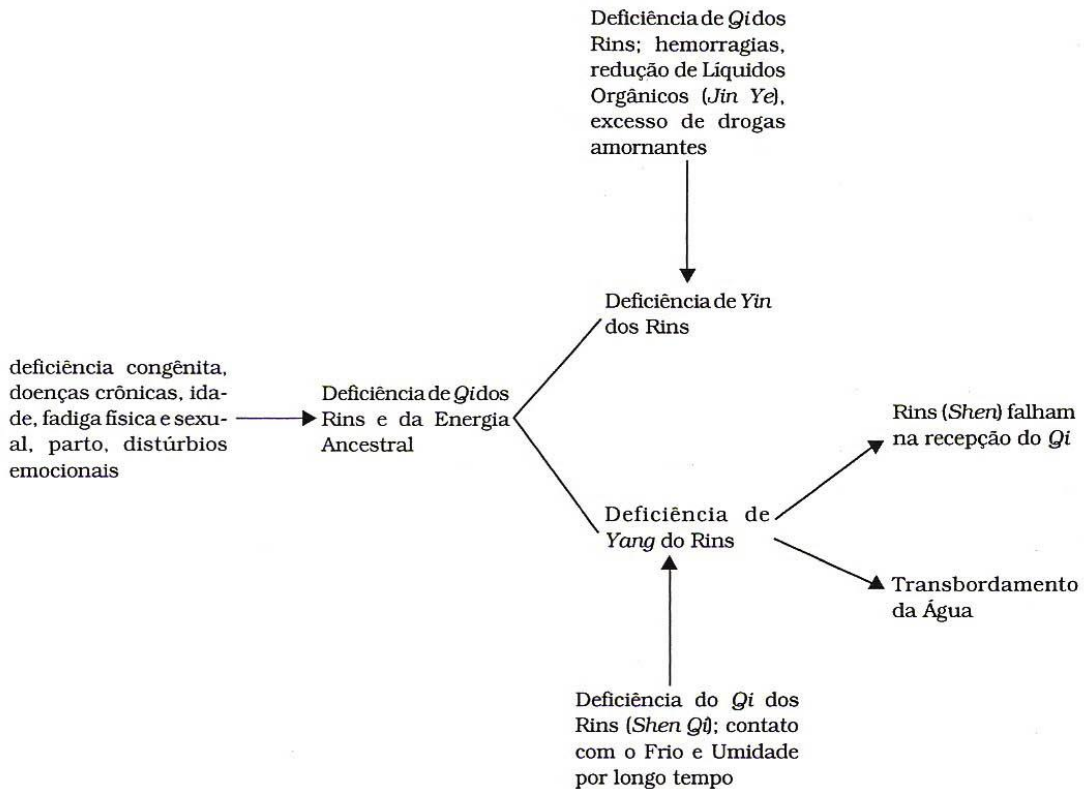 Deficiência de Qi dos
Rins; hemorragias,
redução de Líquidos
Orgânicos (Jin Ye),
excesso de drogas
amornantes
Deficiência de Yin
dos Rins
deficiência congênita,
doenças crônicas, ida-
de, fadiga física e sexu-
al, parto, distúrbios
emocionais
Deficiência de Qi dos
Rins e da Energia
Ancestral
Rins (Shen) falham
na recepção do Qi
Deficiência de
Yang do Rins
Transbordamento
da Água
Deficiência do Qi dos
Rins (Shen Qi); contato
com o Frio e Umidade
por longo tempo